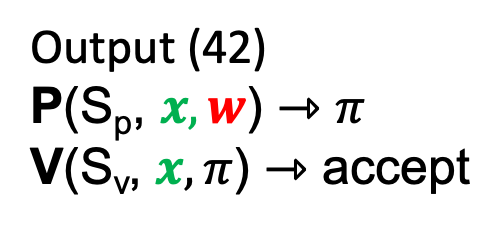 Output (42)
P(Sₚ, x, w) → π
V(Sᵥ, x, π) → accept